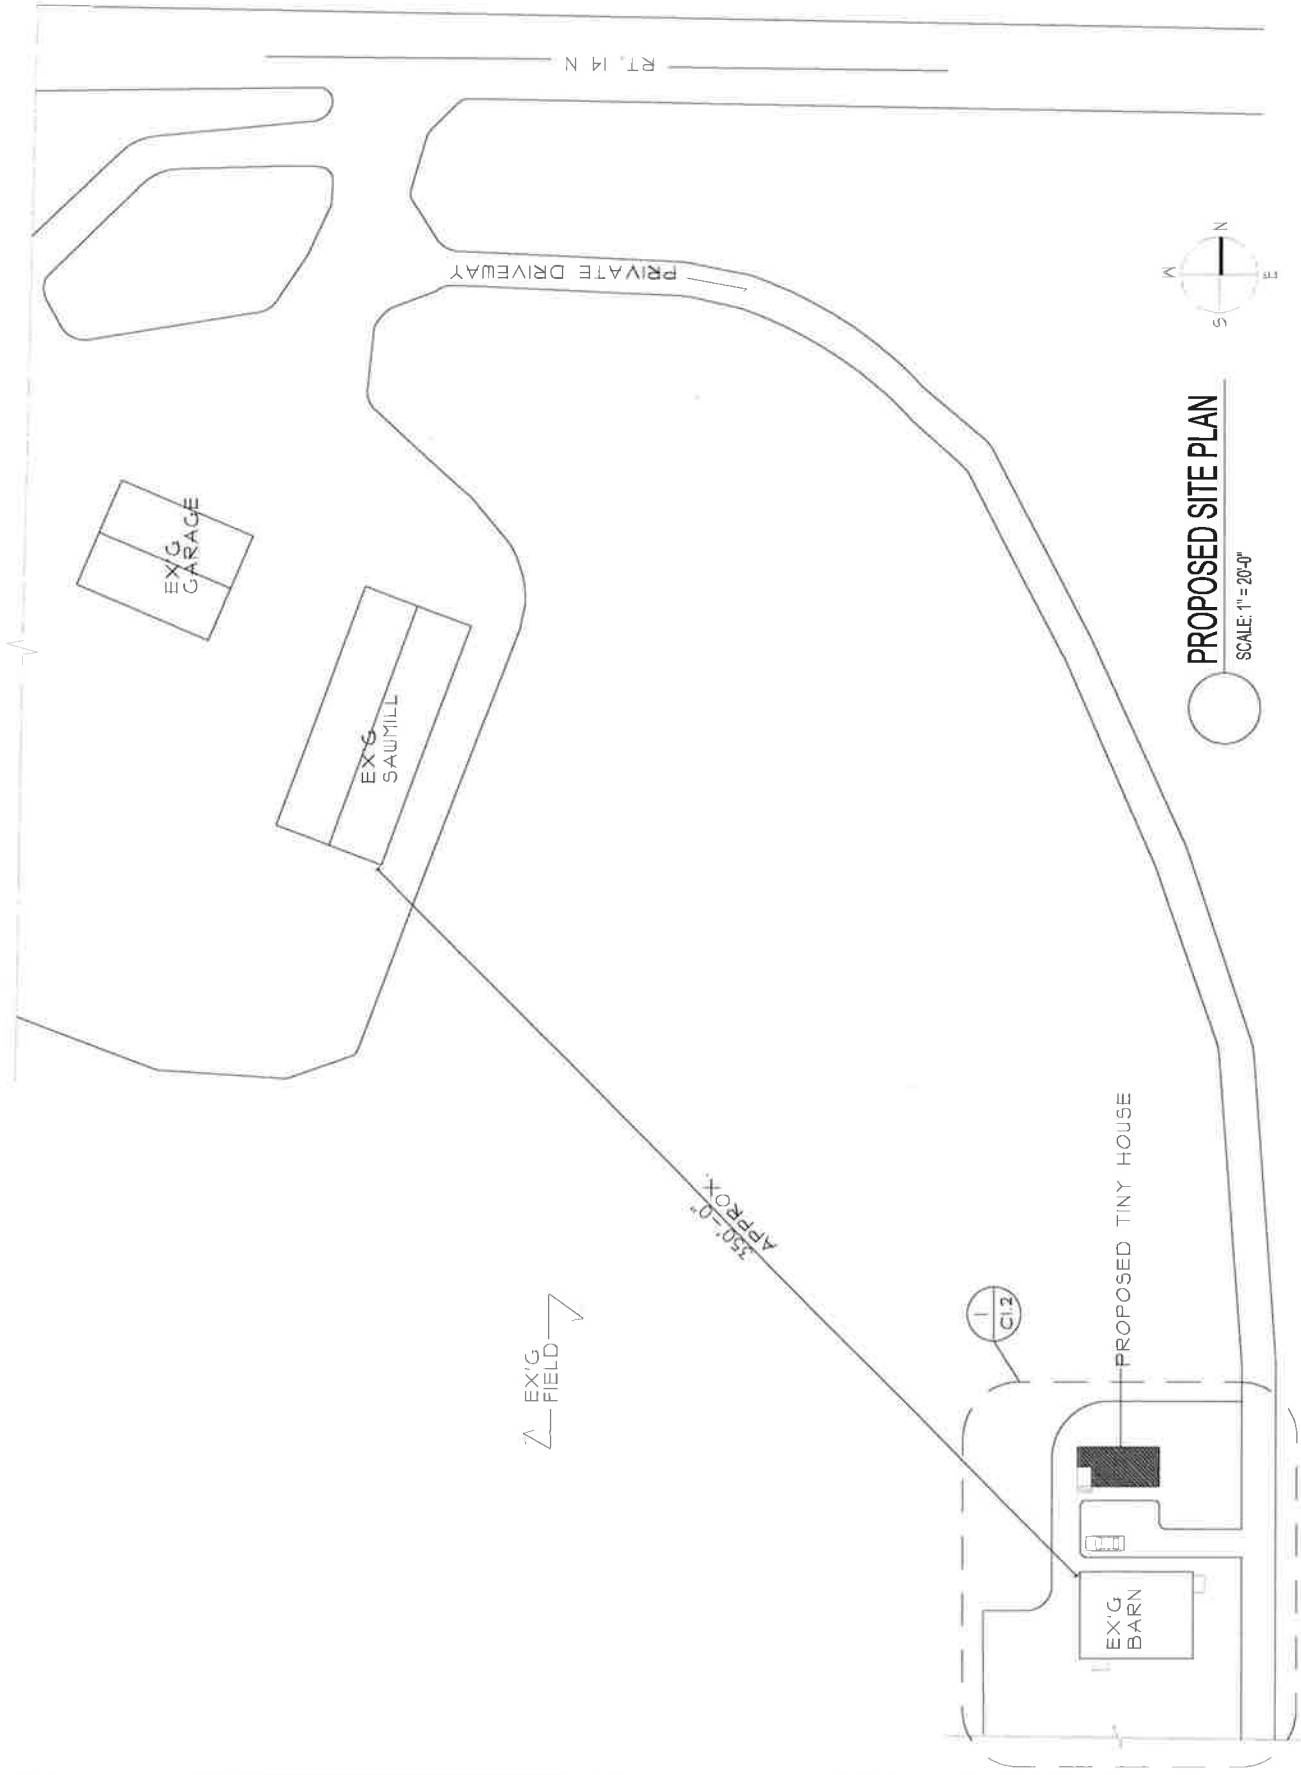 RT. 14 N
PRIVATE DRIVEWAY
EX'G
GARAGE
EX'G
SAWMILL
350'-0"
APPROX.
EX'G
FIELD
1
C1.2
PROPOSED TINY HOUSE
EX'G
BARN
N
W
E
S
PROPOSED SITE PLAN
SCALE: 1" = 20'-0"